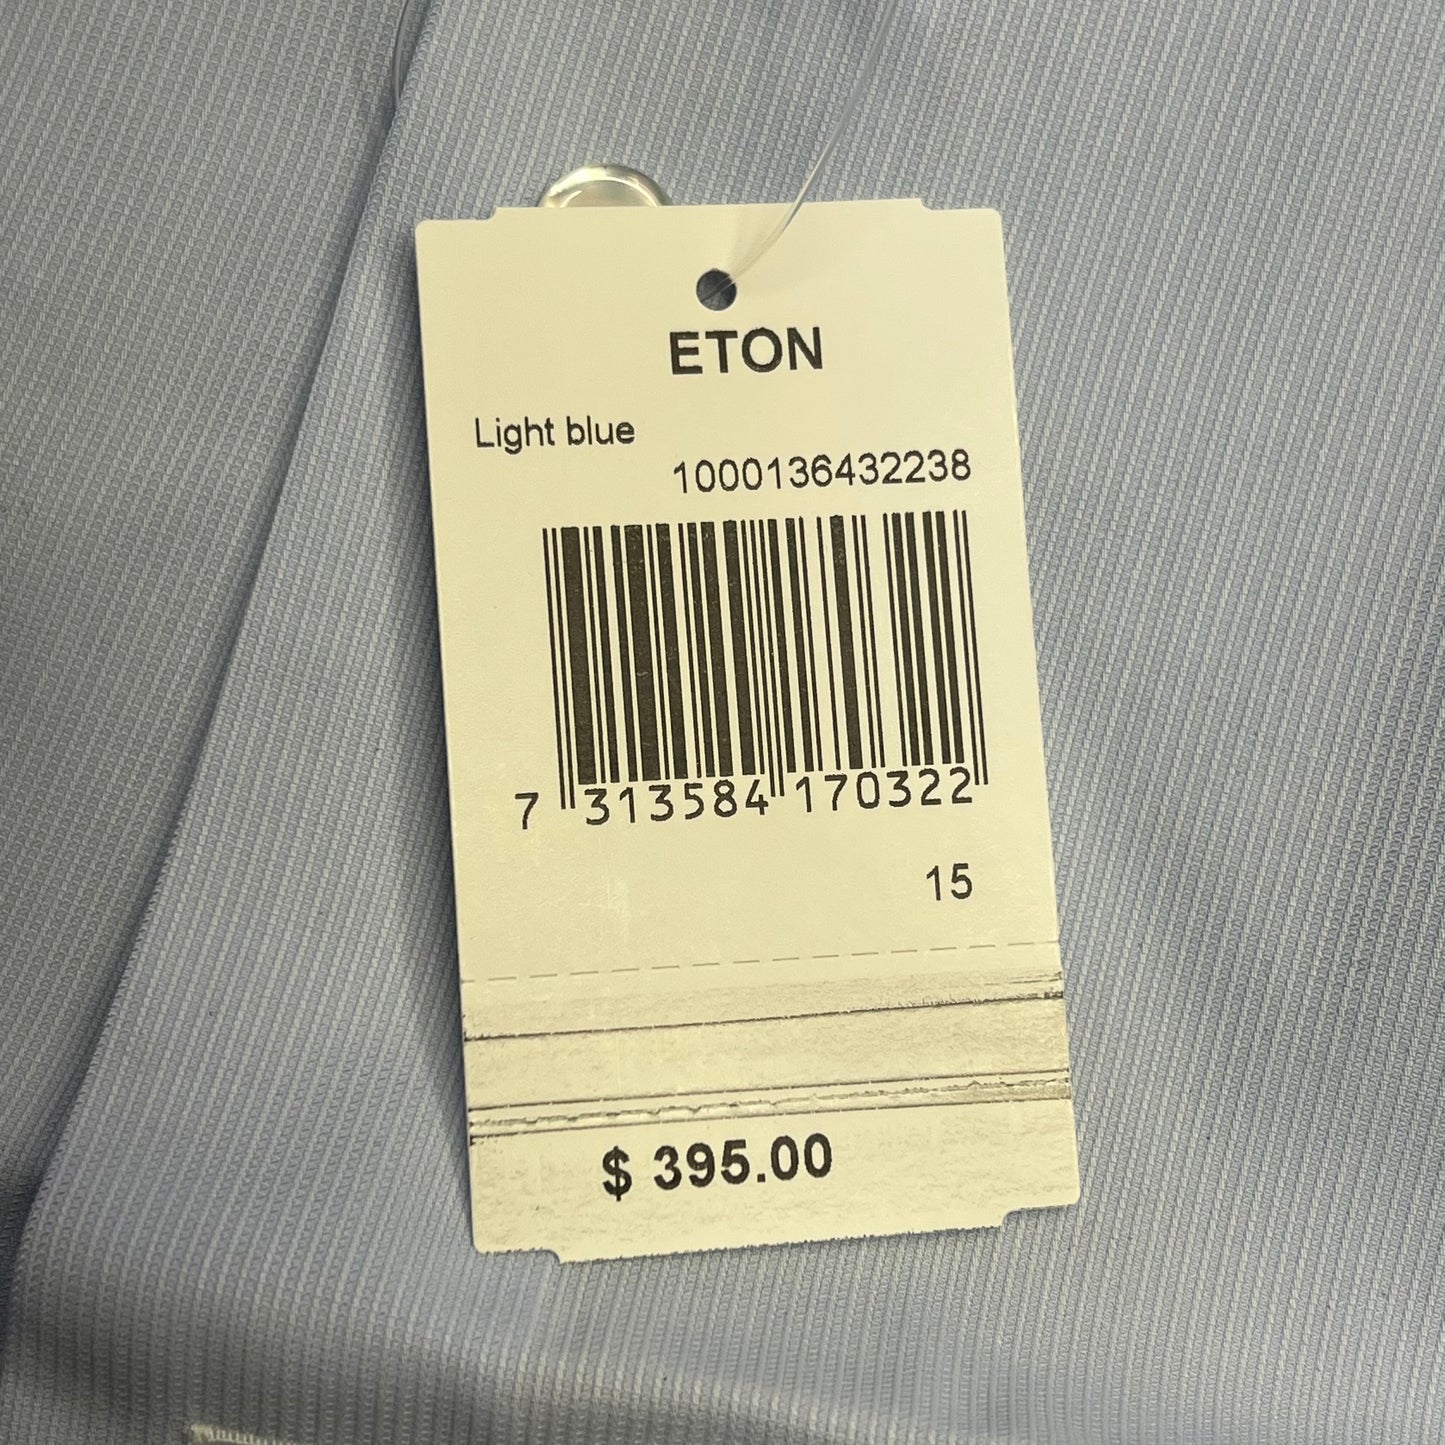 ETON
Light blue
1000136432238
7 313584 170322
15
$ 395.00